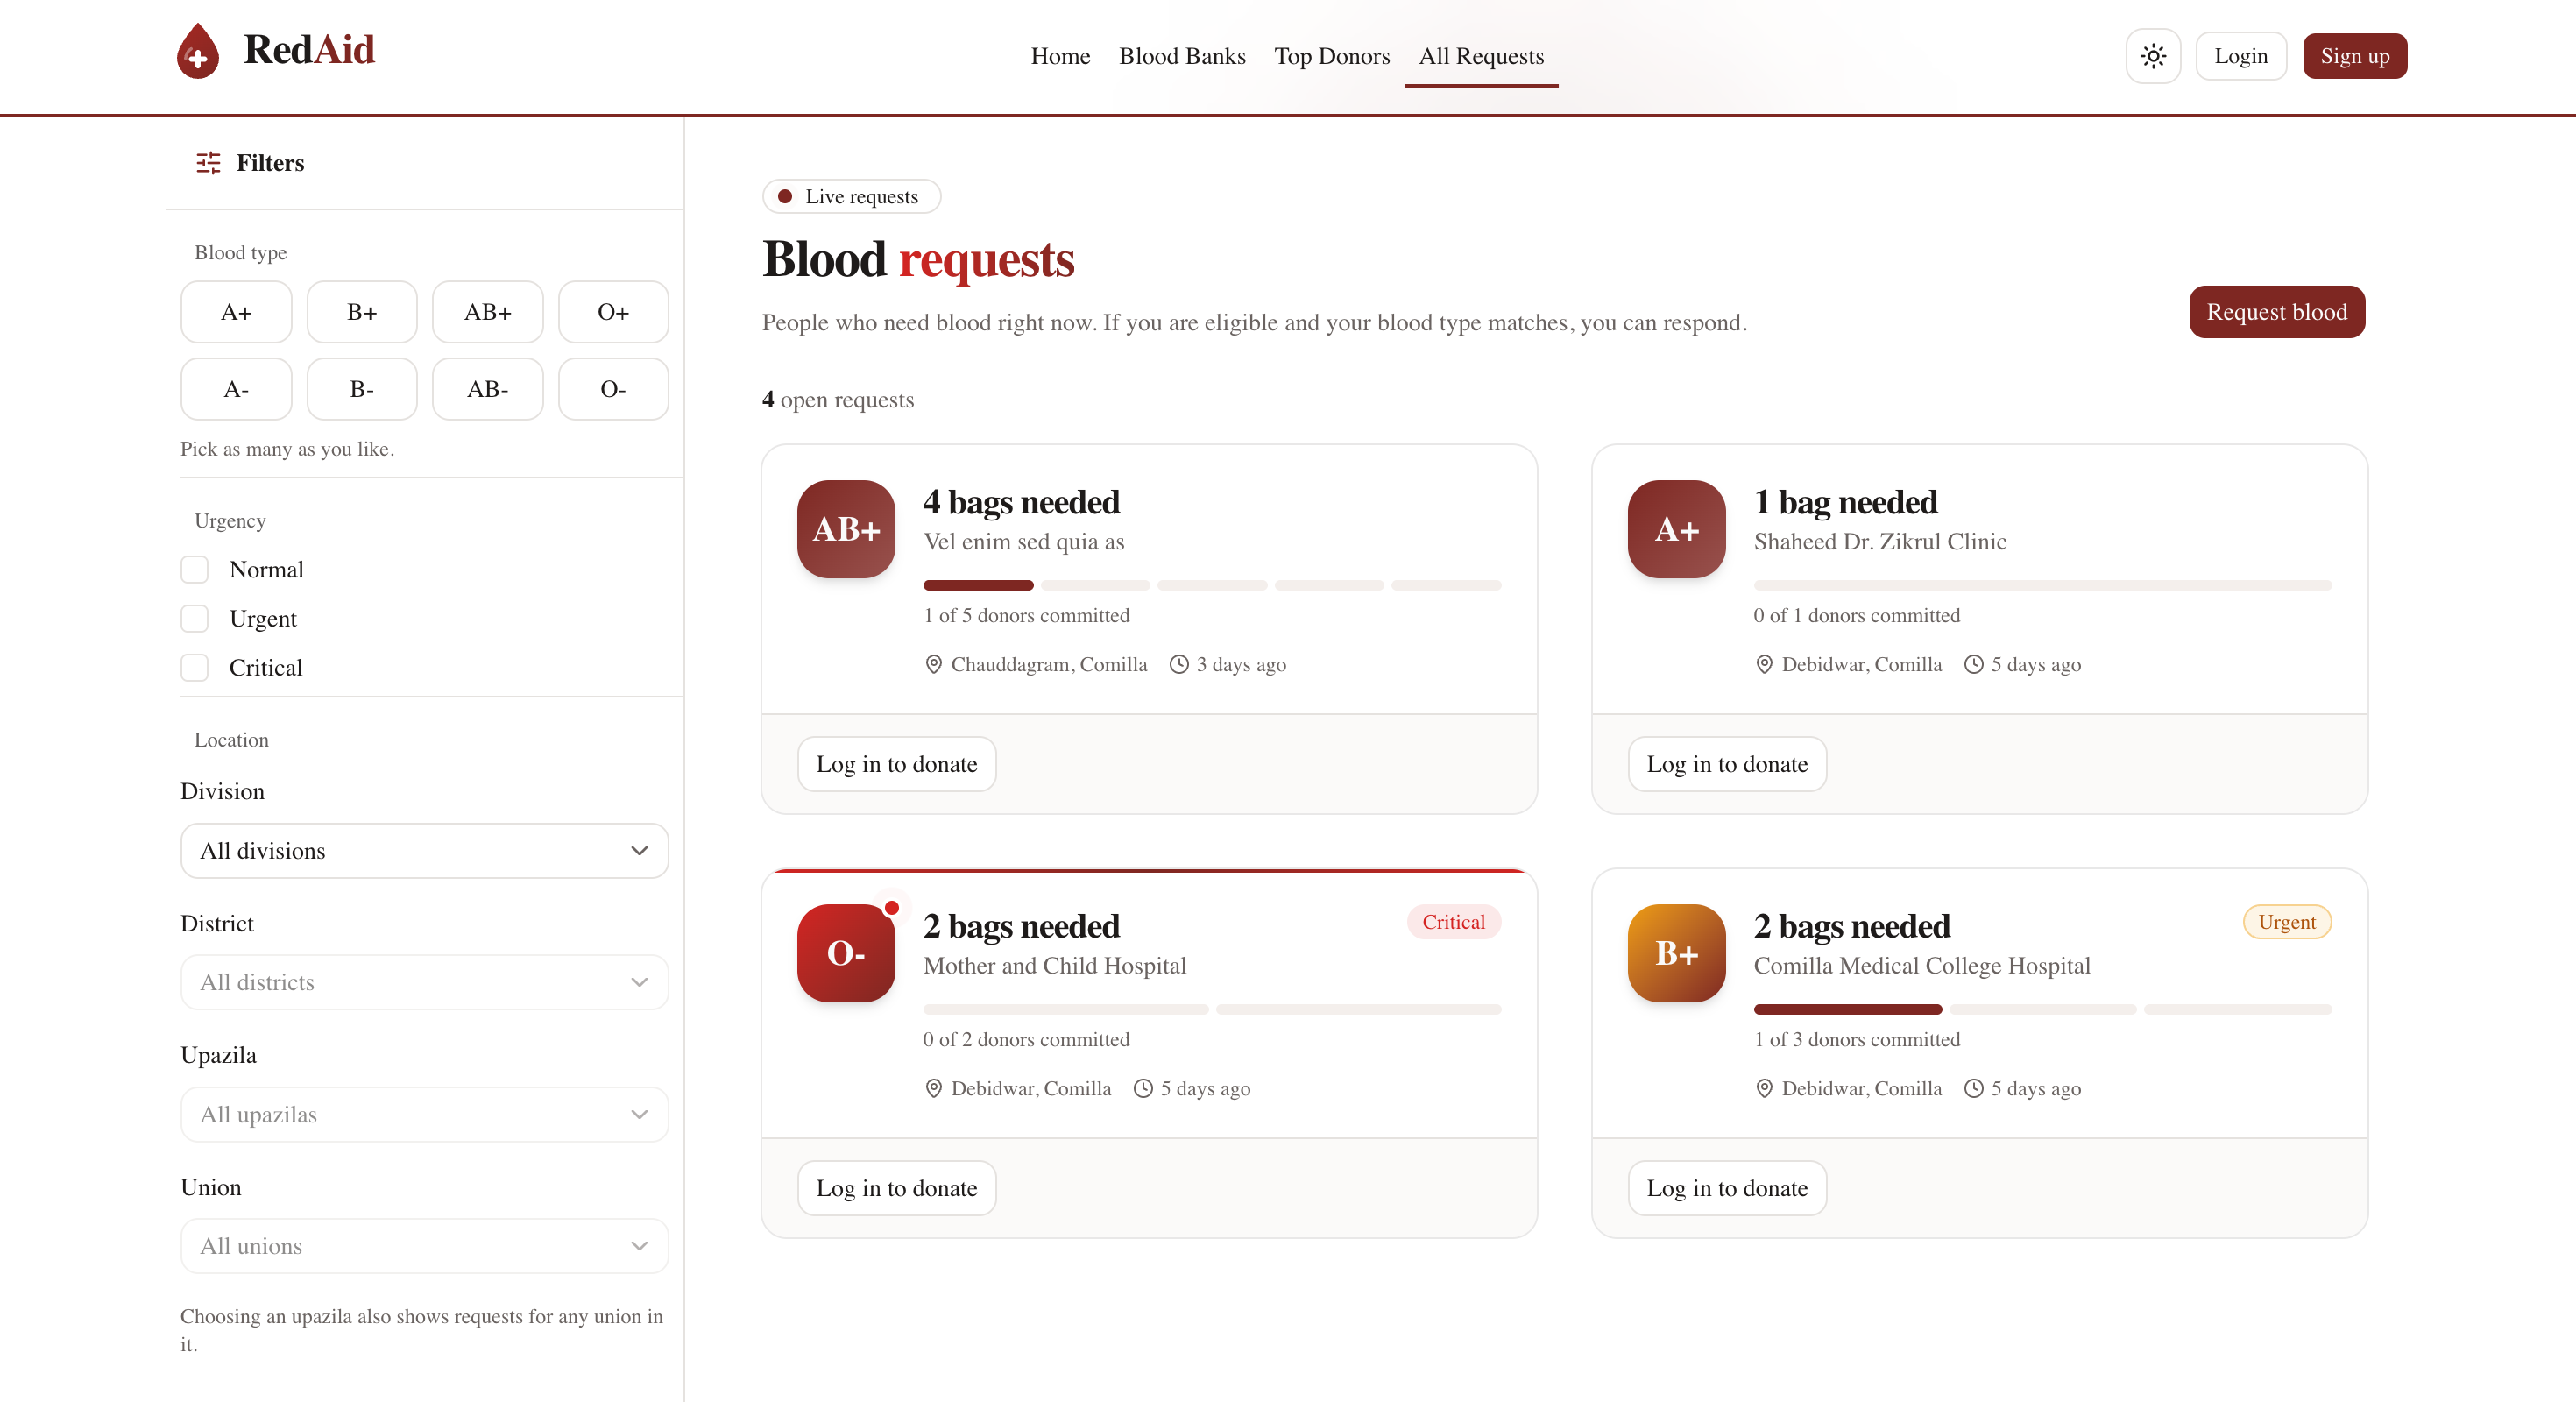 RedAid
Home Blood Banks Top Donors All Requests
Login Sign up
Filters
Blood type
A+ B+ AB+ O+
A- B- AB- O-
Pick as many as you like.
Urgency
Normal
Urgent
Critical
Location
Division
All divisions
District
All districts
Upazila
All upazilas
Union
All unions
Choosing an upazila also shows requests for any union in
it.
Live requests
Blood requests
People who need blood right now. If you are eligible and your blood type matches, you can respond.
Request blood
4 open requests
AB+
4 bags needed
Vel enim sed quia as
1 of 5 donors committed
Chauddagram, Comilla 3 days ago
Log in to donate
A+
1 bag needed
Shaheed Dr. Zikrul Clinic
0 of 1 donors committed
Debidwar, Comilla 5 days ago
Log in to donate
O-
2 bags needed
Critical
Mother and Child Hospital
0 of 2 donors committed
Debidwar, Comilla 5 days ago
Log in to donate
B+
2 bags needed
Urgent
Comilla Medical College Hospital
1 of 3 donors committed
Debidwar, Comilla 5 days ago
Log in to donate